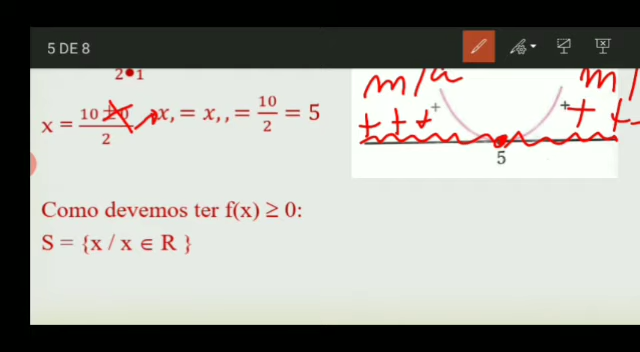 5 DE 8
2•1
m/a
m/
x = 10 ± 0 / 2 → x, = x,, = 10/2 = 5
+ + + + + + +
5
Como devemos ter f(x) ≥ 0:
S = {x / x ∈ R }